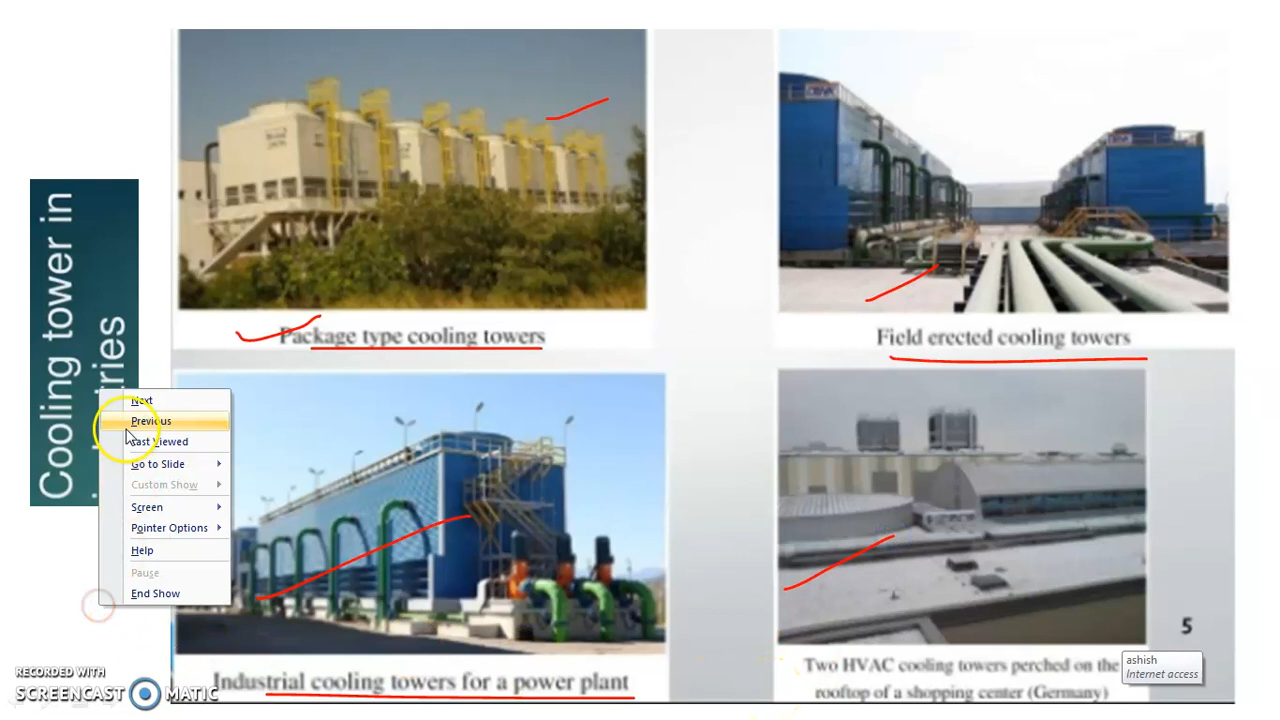 Cooling tower in
Package type cooling towers
Field erected cooling towers
Industrial cooling towers for a power plant
Two HVAC cooling towers perched on the
rooftop of a shopping center (Germany)
5
Next
Previous
Last Viewed
Go to Slide
Custom Show
Screen
Pointer Options
Help
Pause
End Show
ashish
Internet access
RECORDED WITH
SCREENCAST MATIC